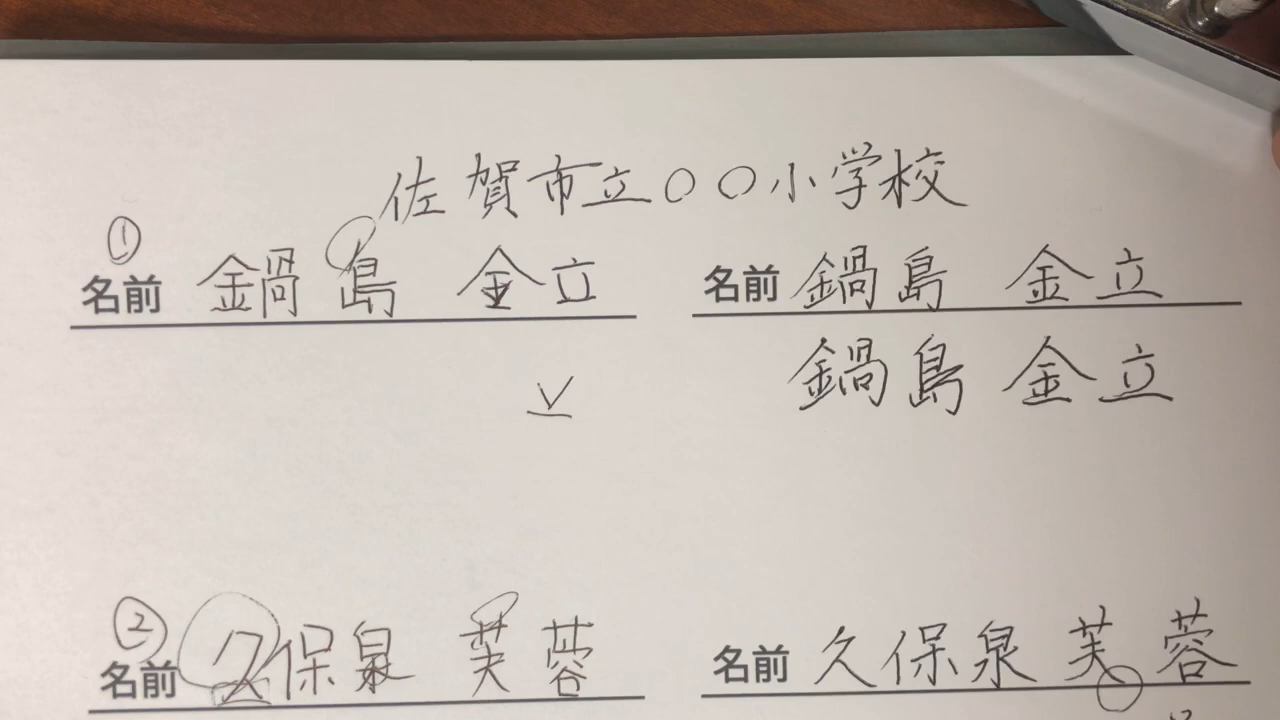 佐賀市立〇〇小学校
①
名前 鍋島 金立
名前 鍋島 金立
鍋島 金立
②
名前 久保泉 芙蓉
名前 久保泉 芙蓉